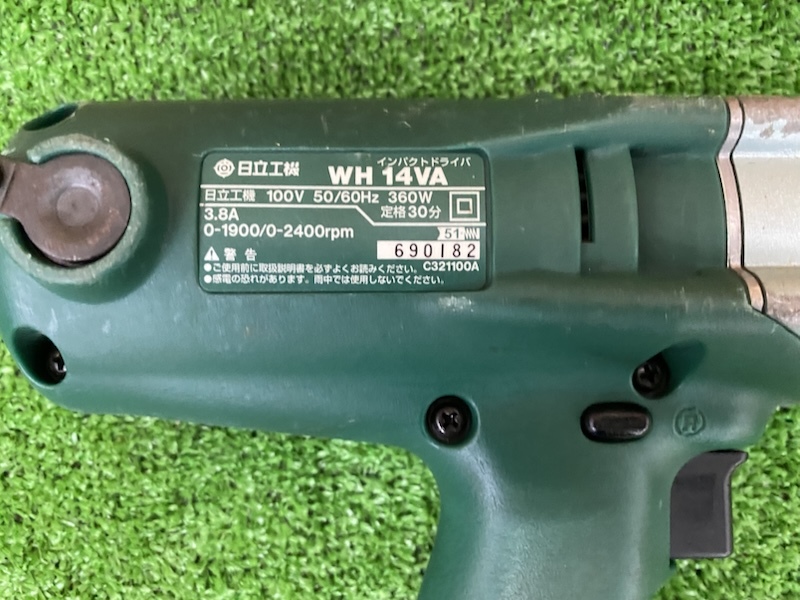 日立工機 インパクトドライバ
WH 14VA
日立工機 100V 50/60Hz 360W
3.8A 定格30分
0-1900/0-2400rpm
51
690182
警告
●ご使用前に取扱説明書を必ずよくお読みください。 C321100A
●感電の恐れがあります。雨中では使用しないでください。
R